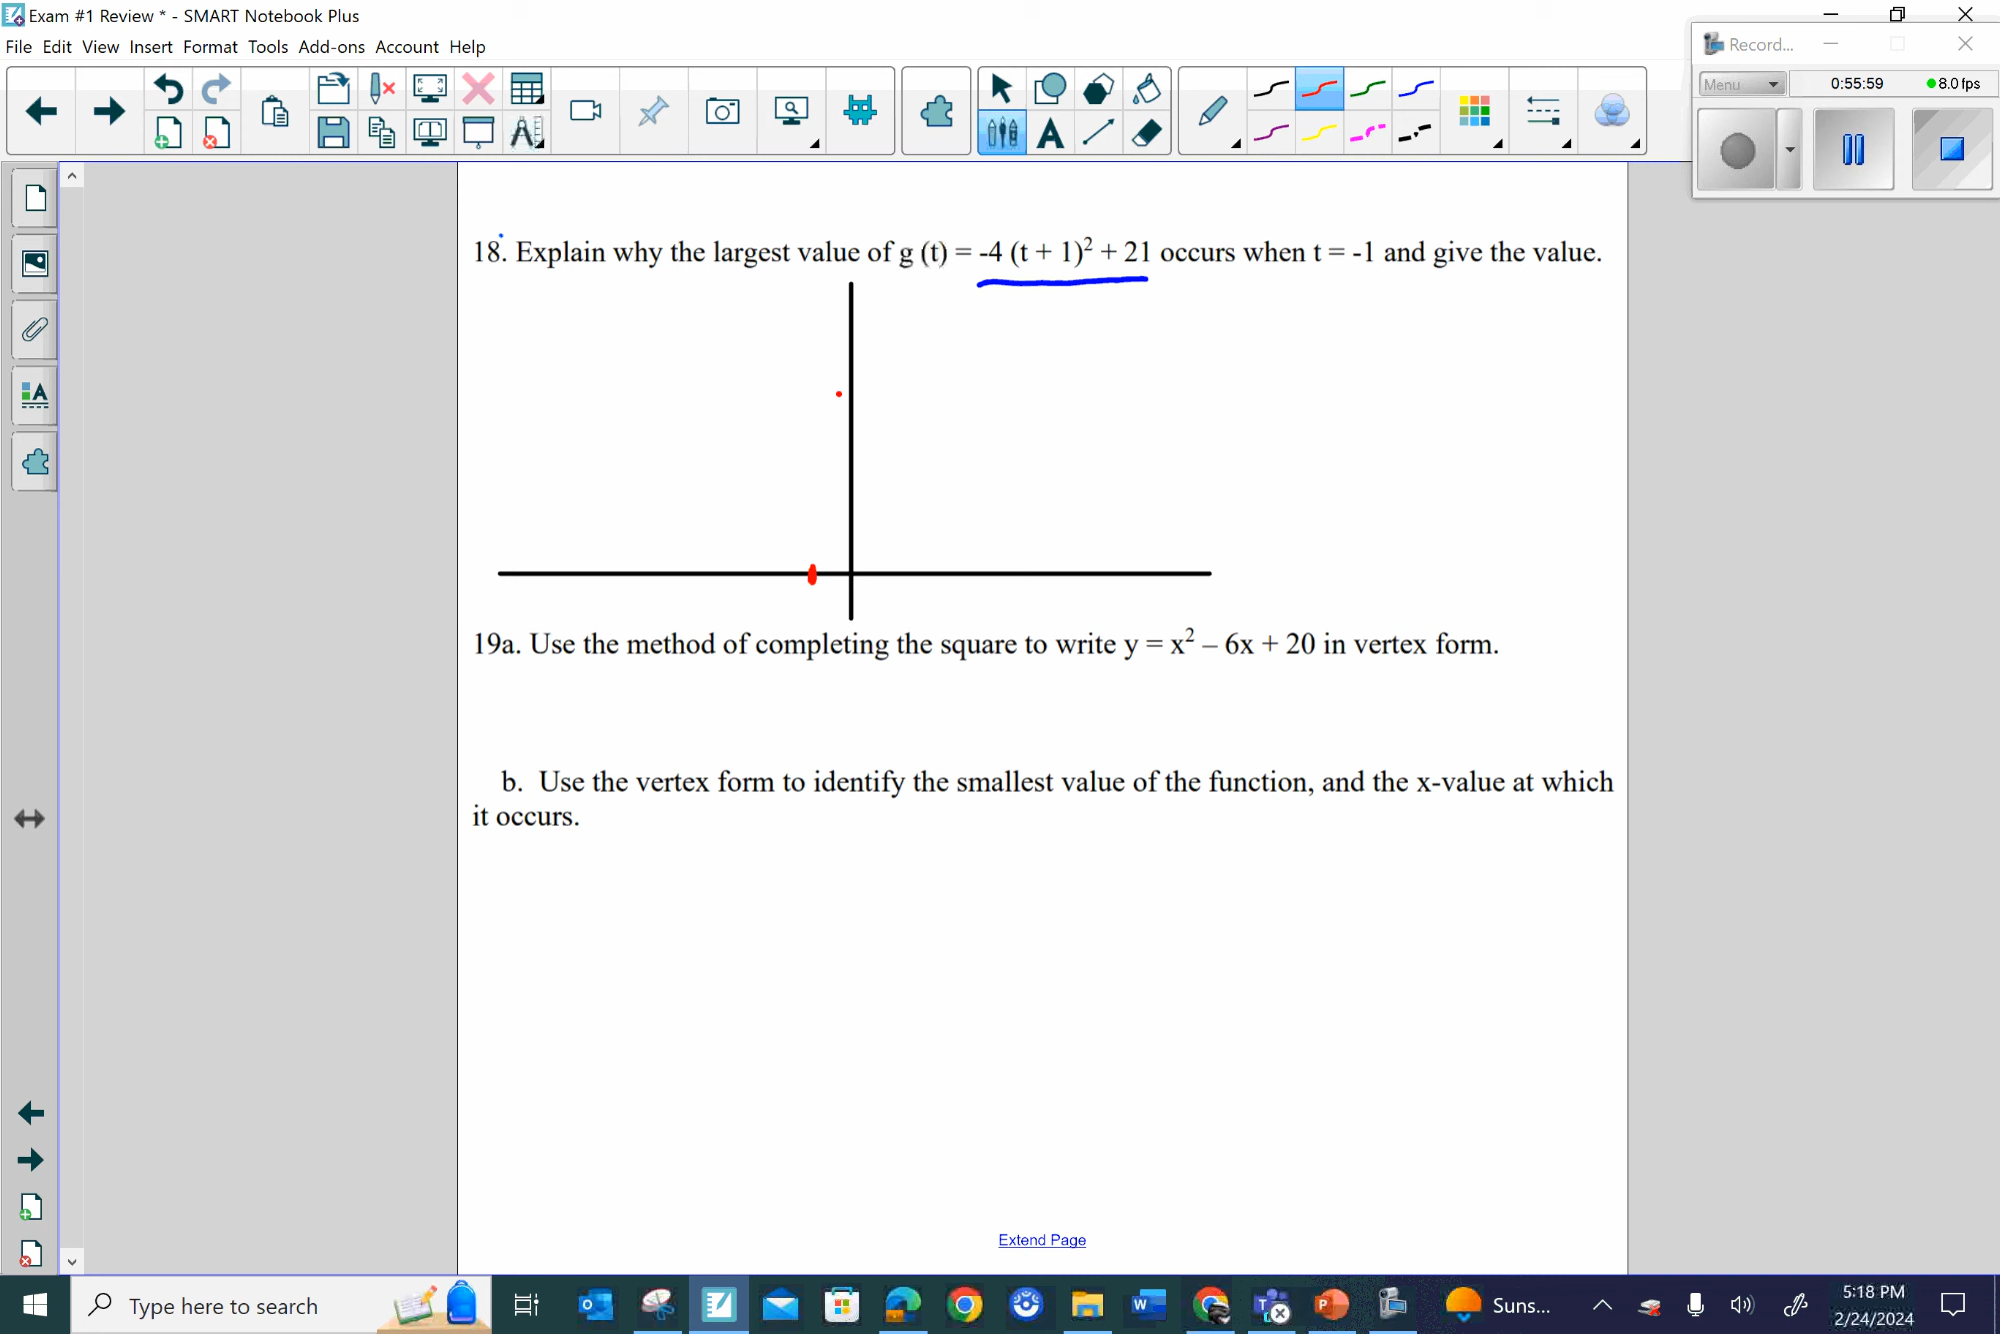 Exam #1 Review * - SMART Notebook Plus
File Edit View Insert Format Tools Add-ons Account Help
Record...
Menu
0:55:59
8.0 fps
18. Explain why the largest value of g (t) = -4 (t + 1)² + 21 occurs when t = -1 and give the value.
19a. Use the method of completing the square to write y = x² – 6x + 20 in vertex form.
b. Use the vertex form to identify the smallest value of the function, and the x-value at which
it occurs.
Extend Page
Type here to search
Suns...
5:18 PM
2/24/2024